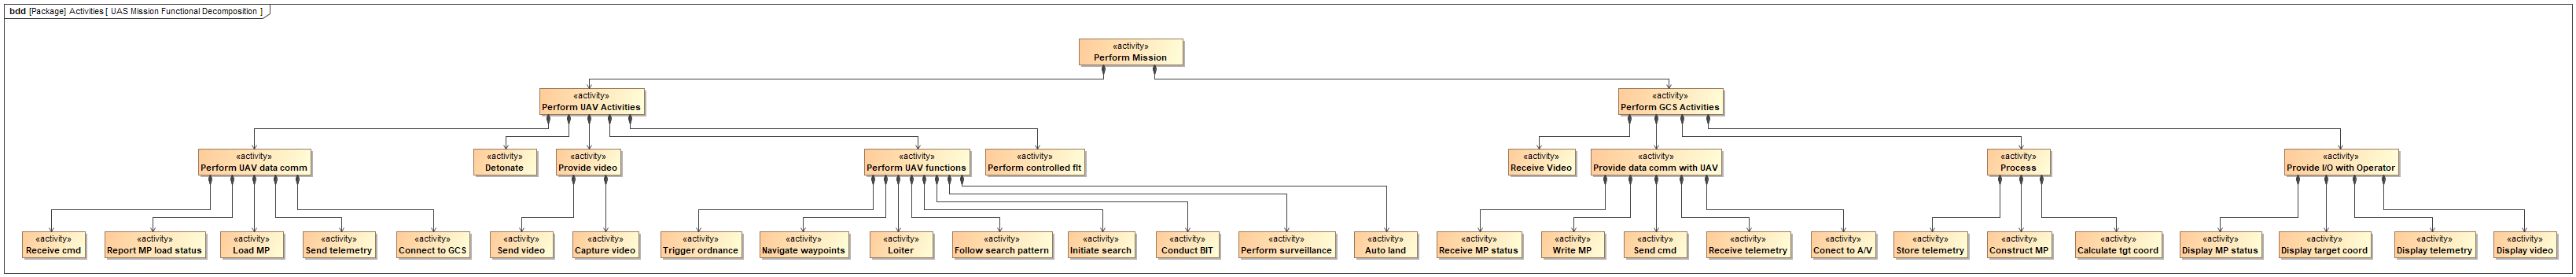 bdd [Package] Activities [ UAS Mission Functional Decomposition ]
«activity»
Perform Mission
«activity»
Perform UAV Activities
«activity»
Perform GCS Activities
«activity»
Perform UAV data comm
«activity»
Detonate
«activity»
Provide video
«activity»
Perform UAV functions
«activity»
Perform controlled flt
«activity»
Receive Video
«activity»
Provide data comm with UAV
«activity»
Process
«activity»
Provide I/O with Operator
«activity»
Receive cmd
«activity»
Report MP load status
«activity»
Load MP
«activity»
Send telemetry
«activity»
Connect to GCS
«activity»
Send video
«activity»
Capture video
«activity»
Trigger ordnance
«activity»
Navigate waypoints
«activity»
Loiter
«activity»
Follow search pattern
«activity»
Initiate search
«activity»
Conduct BIT
«activity»
Perform surveillance
«activity»
Auto land
«activity»
Receive MP status
«activity»
Write MP
«activity»
Send cmd
«activity»
Receive telemetry
«activity»
Conect to A/V
«activity»
Store telemetry
«activity»
Construct MP
«activity»
Calculate tgt coord
«activity»
Display MP status
«activity»
Display target coord
«activity»
Display telemetry
«activity»
Display video